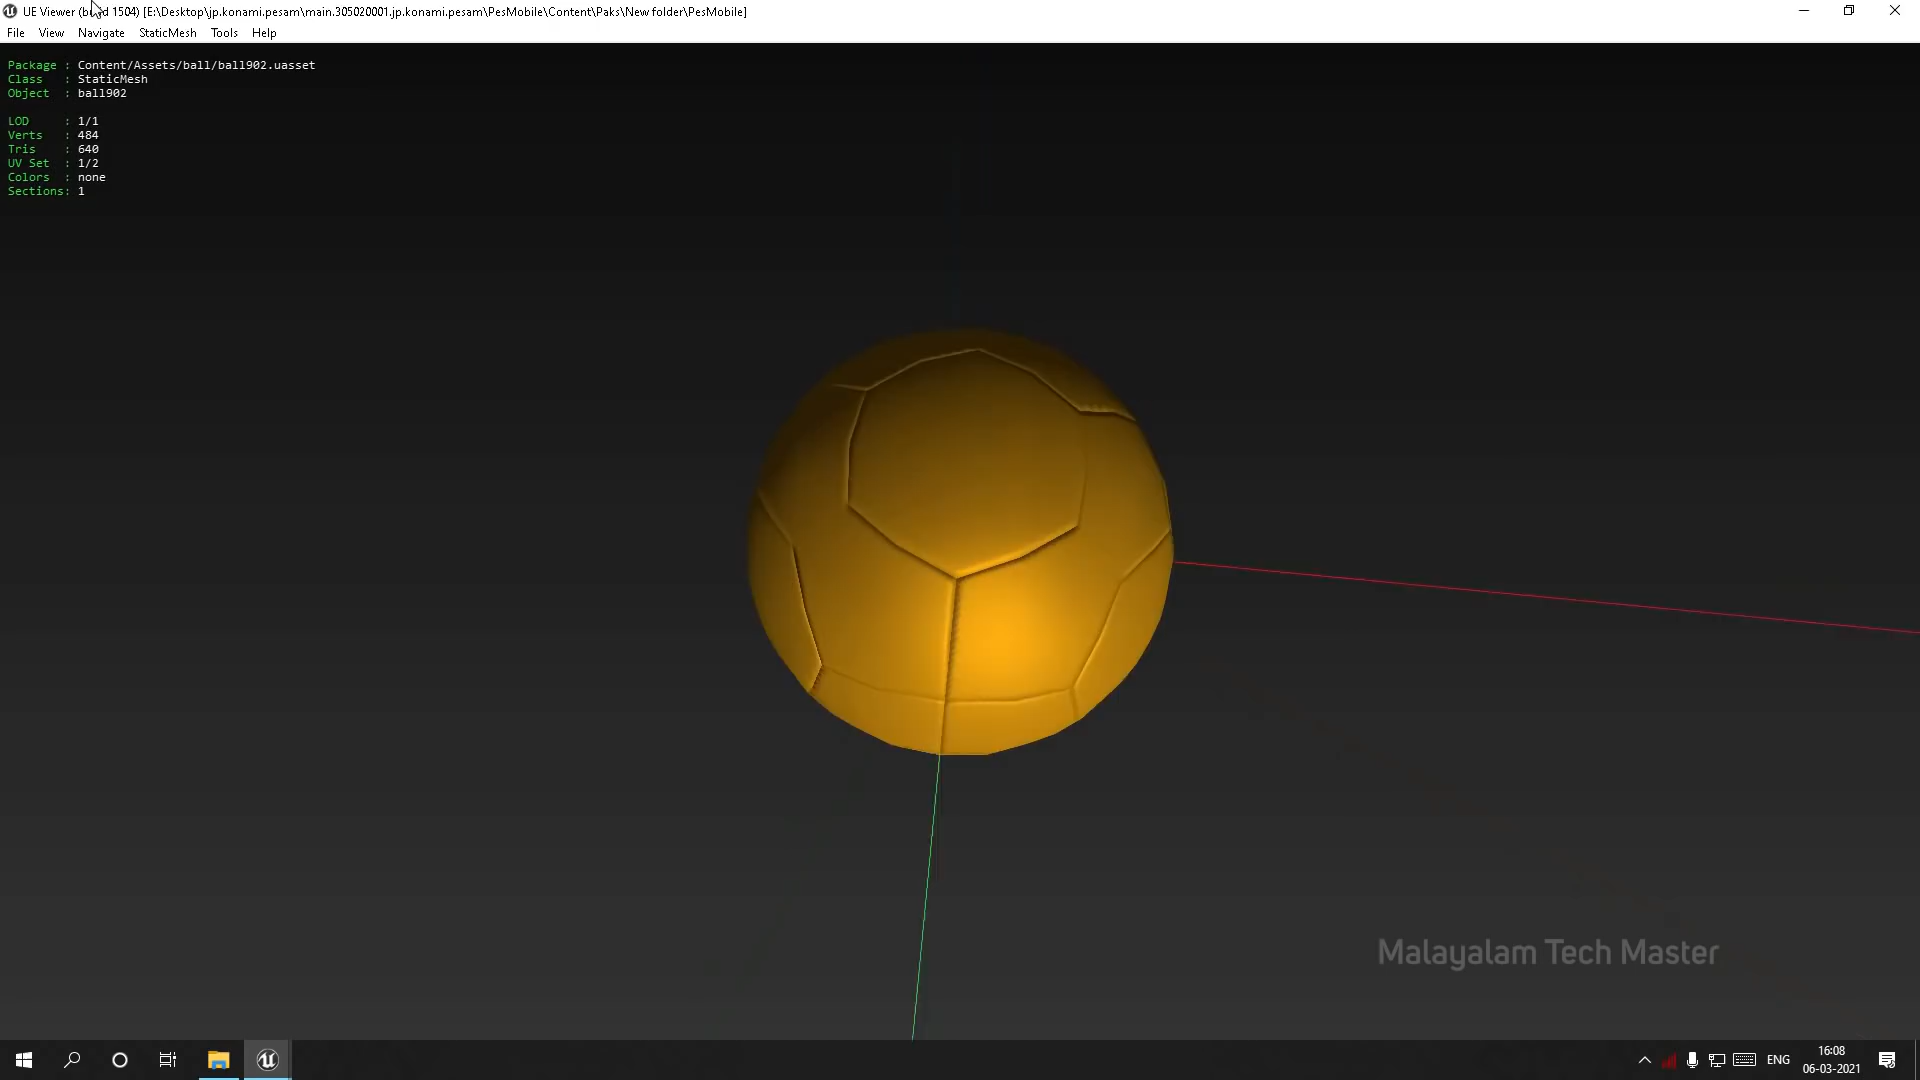 UE Viewer (build 1504) [E:\Desktop\jp.konami.pesam\main.305020001.jp.konami.pesam\PesMobile\Content\Paks\New folder\PesMobile]
File View Navigate StaticMesh Tools Help
Package : Content/Assets/ball/ball902.uasset
Class : StaticMesh
Object : ball902
LOD : 1/1
Verts : 484
Tris : 640
UV Set : 1/2
Colors : none
Sections: 1
Malayalam Tech Master
ENG
16:08
06-03-2021